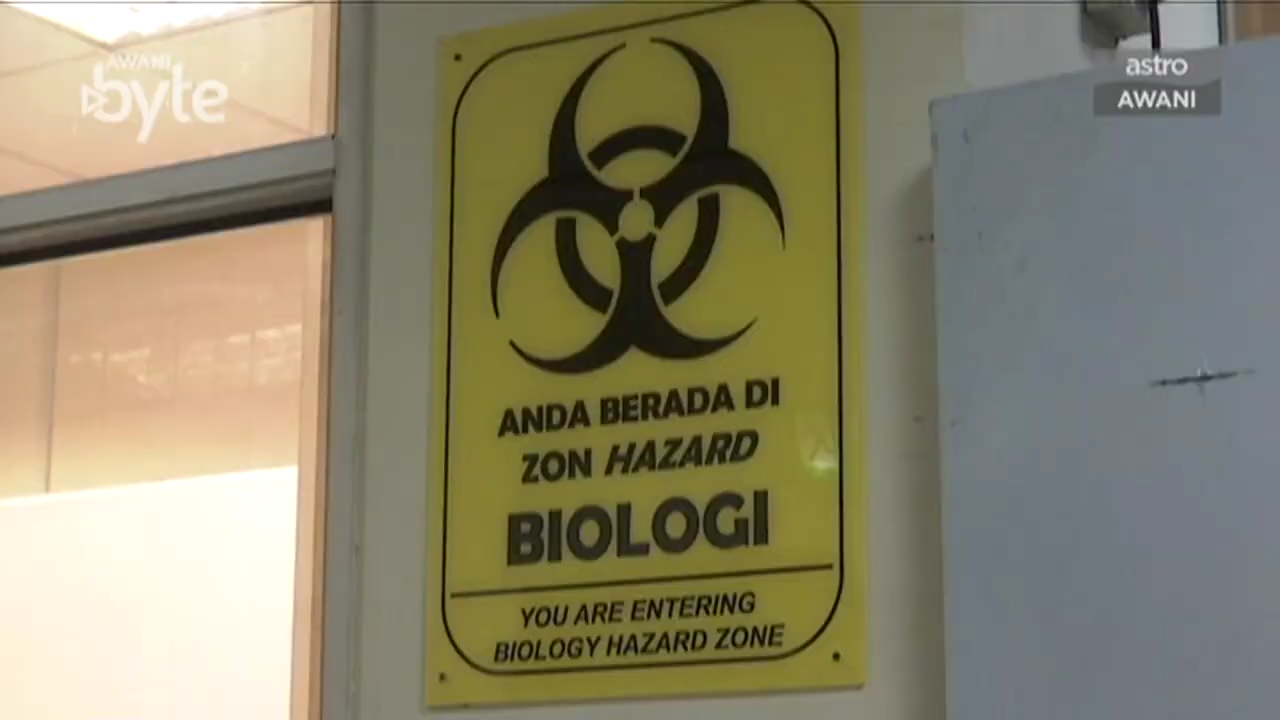 AWANI
byte
astro
AWANI
ANDA BERADA DI
ZON HAZARD
BIOLOGI
YOU ARE ENTERING
BIOLOGY HAZARD ZONE